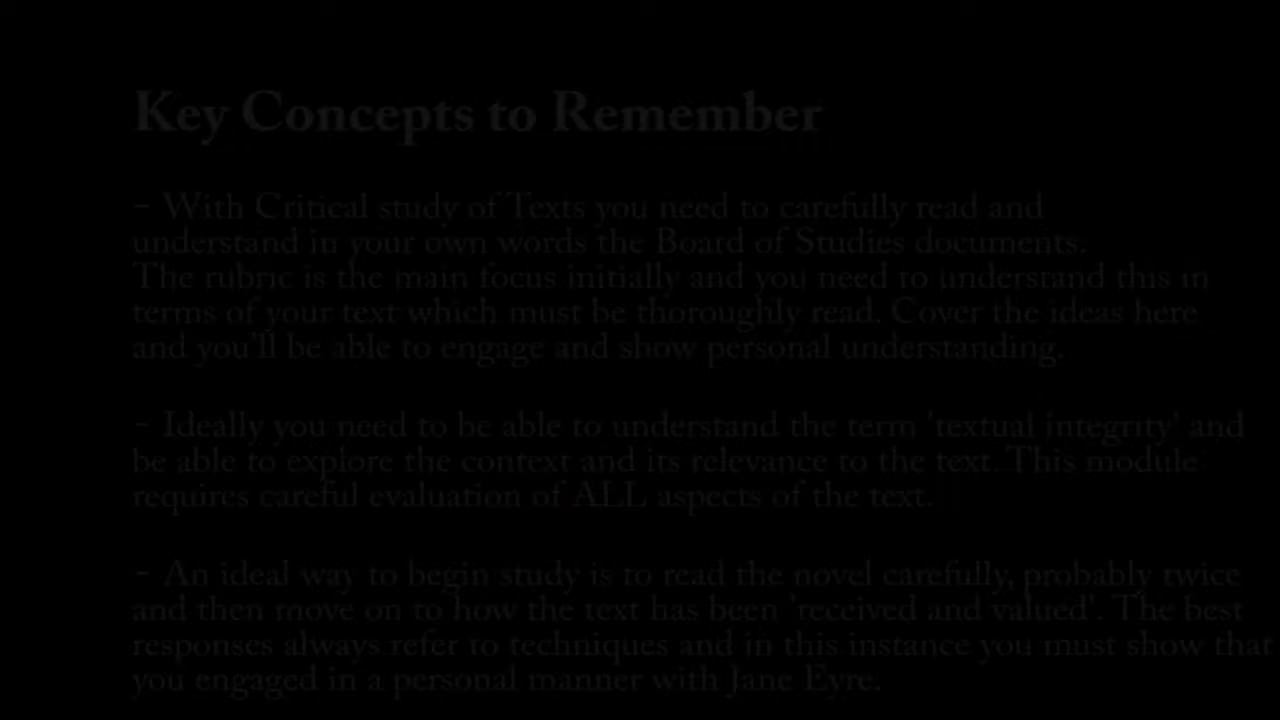 Key Concepts to Remember
- With Critical study of Texts you need to carefully read and
understand in your own words the Board of Studies documents.
The rubric is the main focus initially and you need to understand this in
terms of your text which must be thoroughly read. Cover the ideas here
and you'll be able to engage and show personal understanding.
- Ideally you need to be able to understand the term 'textual integrity' and
be able to explore the context and its relevance to the text. This module
requires careful evaluation of ALL aspects of the text.
- An ideal way to begin study is to read the novel carefully, probably twice
and then move on to how the text has been 'received and valued'. The best
responses always refer to techniques and in this instance you must show that
you engaged in a personal manner with Jane Eyre.